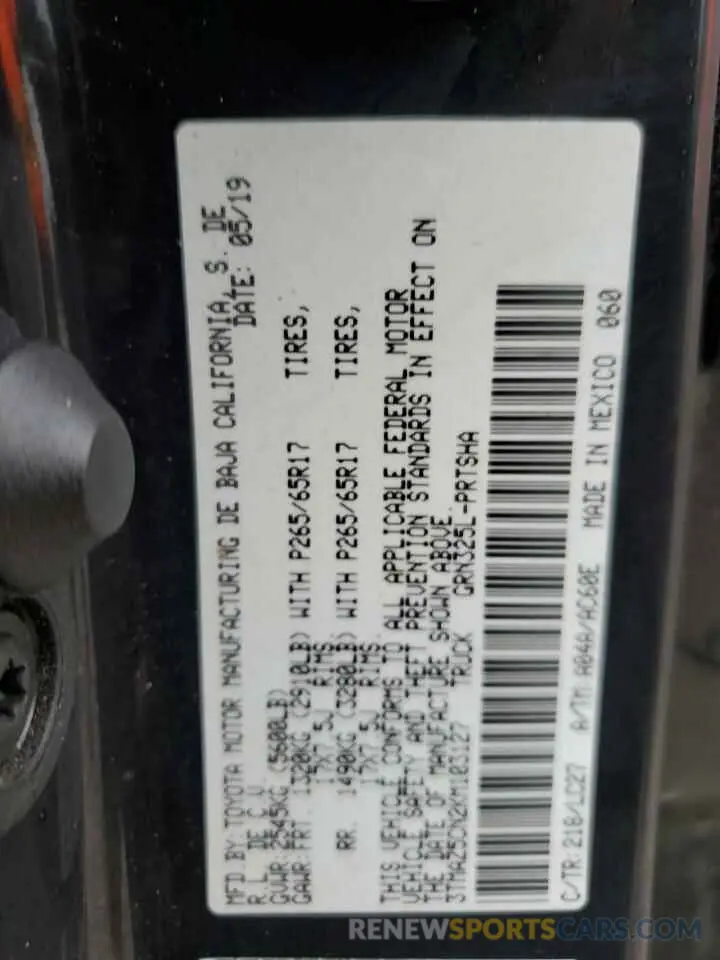 MFD BY: TOYOTA MOTOR MANUFACTURING DE BAJA CALIFORNIA, S. DE
R.L. DE C.V. DATE: 05/19
GVWR: 2545KG (5600LB)
GAWR: FRT. 1320KG (2910LB) WITH P265/65R17 TIRES,
17X7.5J RIMS.
RR. 1490KG (3280LB) WITH P265/65R17 TIRES,
17X7.5J RIMS.
THIS VEHICLE CONFORMS TO ALL APPLICABLE FEDERAL MOTOR
VEHICLE SAFETY AND THEFT PREVENTION STANDARDS IN EFFECT ON
THE DATE OF MANUFACTURE SHOWN ABOVE.
3TMAZ5CN2KM103127 TRUCK GRN325L-PRTSHA
C/TR: 218/LC27 A/TM A04A/AC60E MADE IN MEXICO 060
RENEWSPORTSCARS.COM